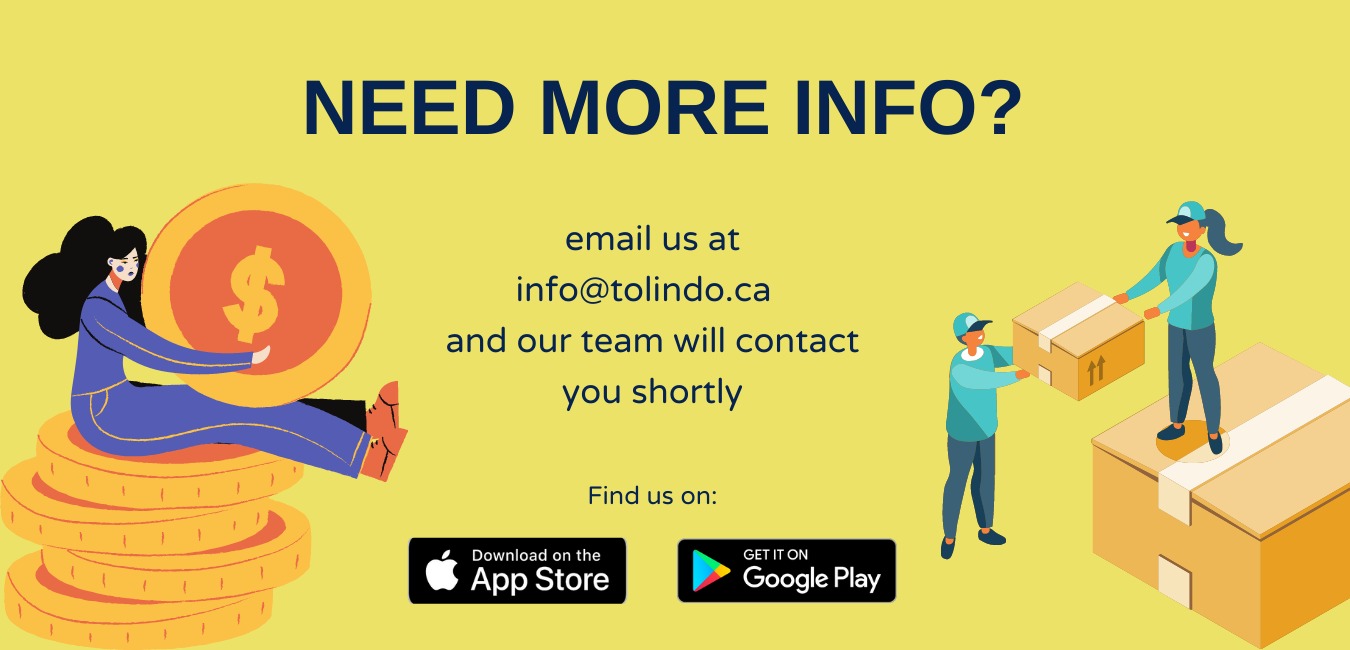 NEED MORE INFO?
$
email us at
info@tolindo.ca
and our team will contact
you shortly
Find us on:
Download on the
App Store
GET IT ON
Google Play